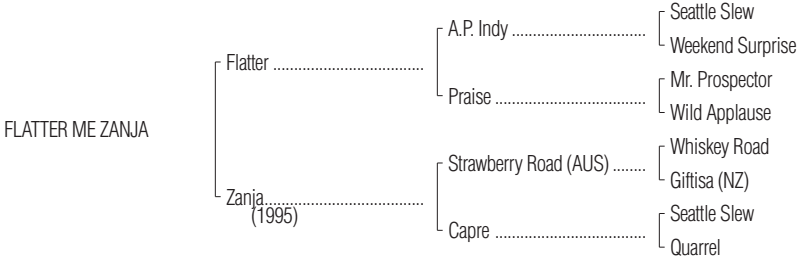 Seattle Slew
A.P. Indy ..................................
Weekend Surprise
Flatter ......................................
Mr. Prospector
Praise ......................................
Wild Applause
FLATTER ME ZANJA
Whiskey Road
Strawberry Road (AUS) ........
Giftisa (NZ)
Zanja........................................
(1995)
Seattle Slew
Capre ......................................
Quarrel